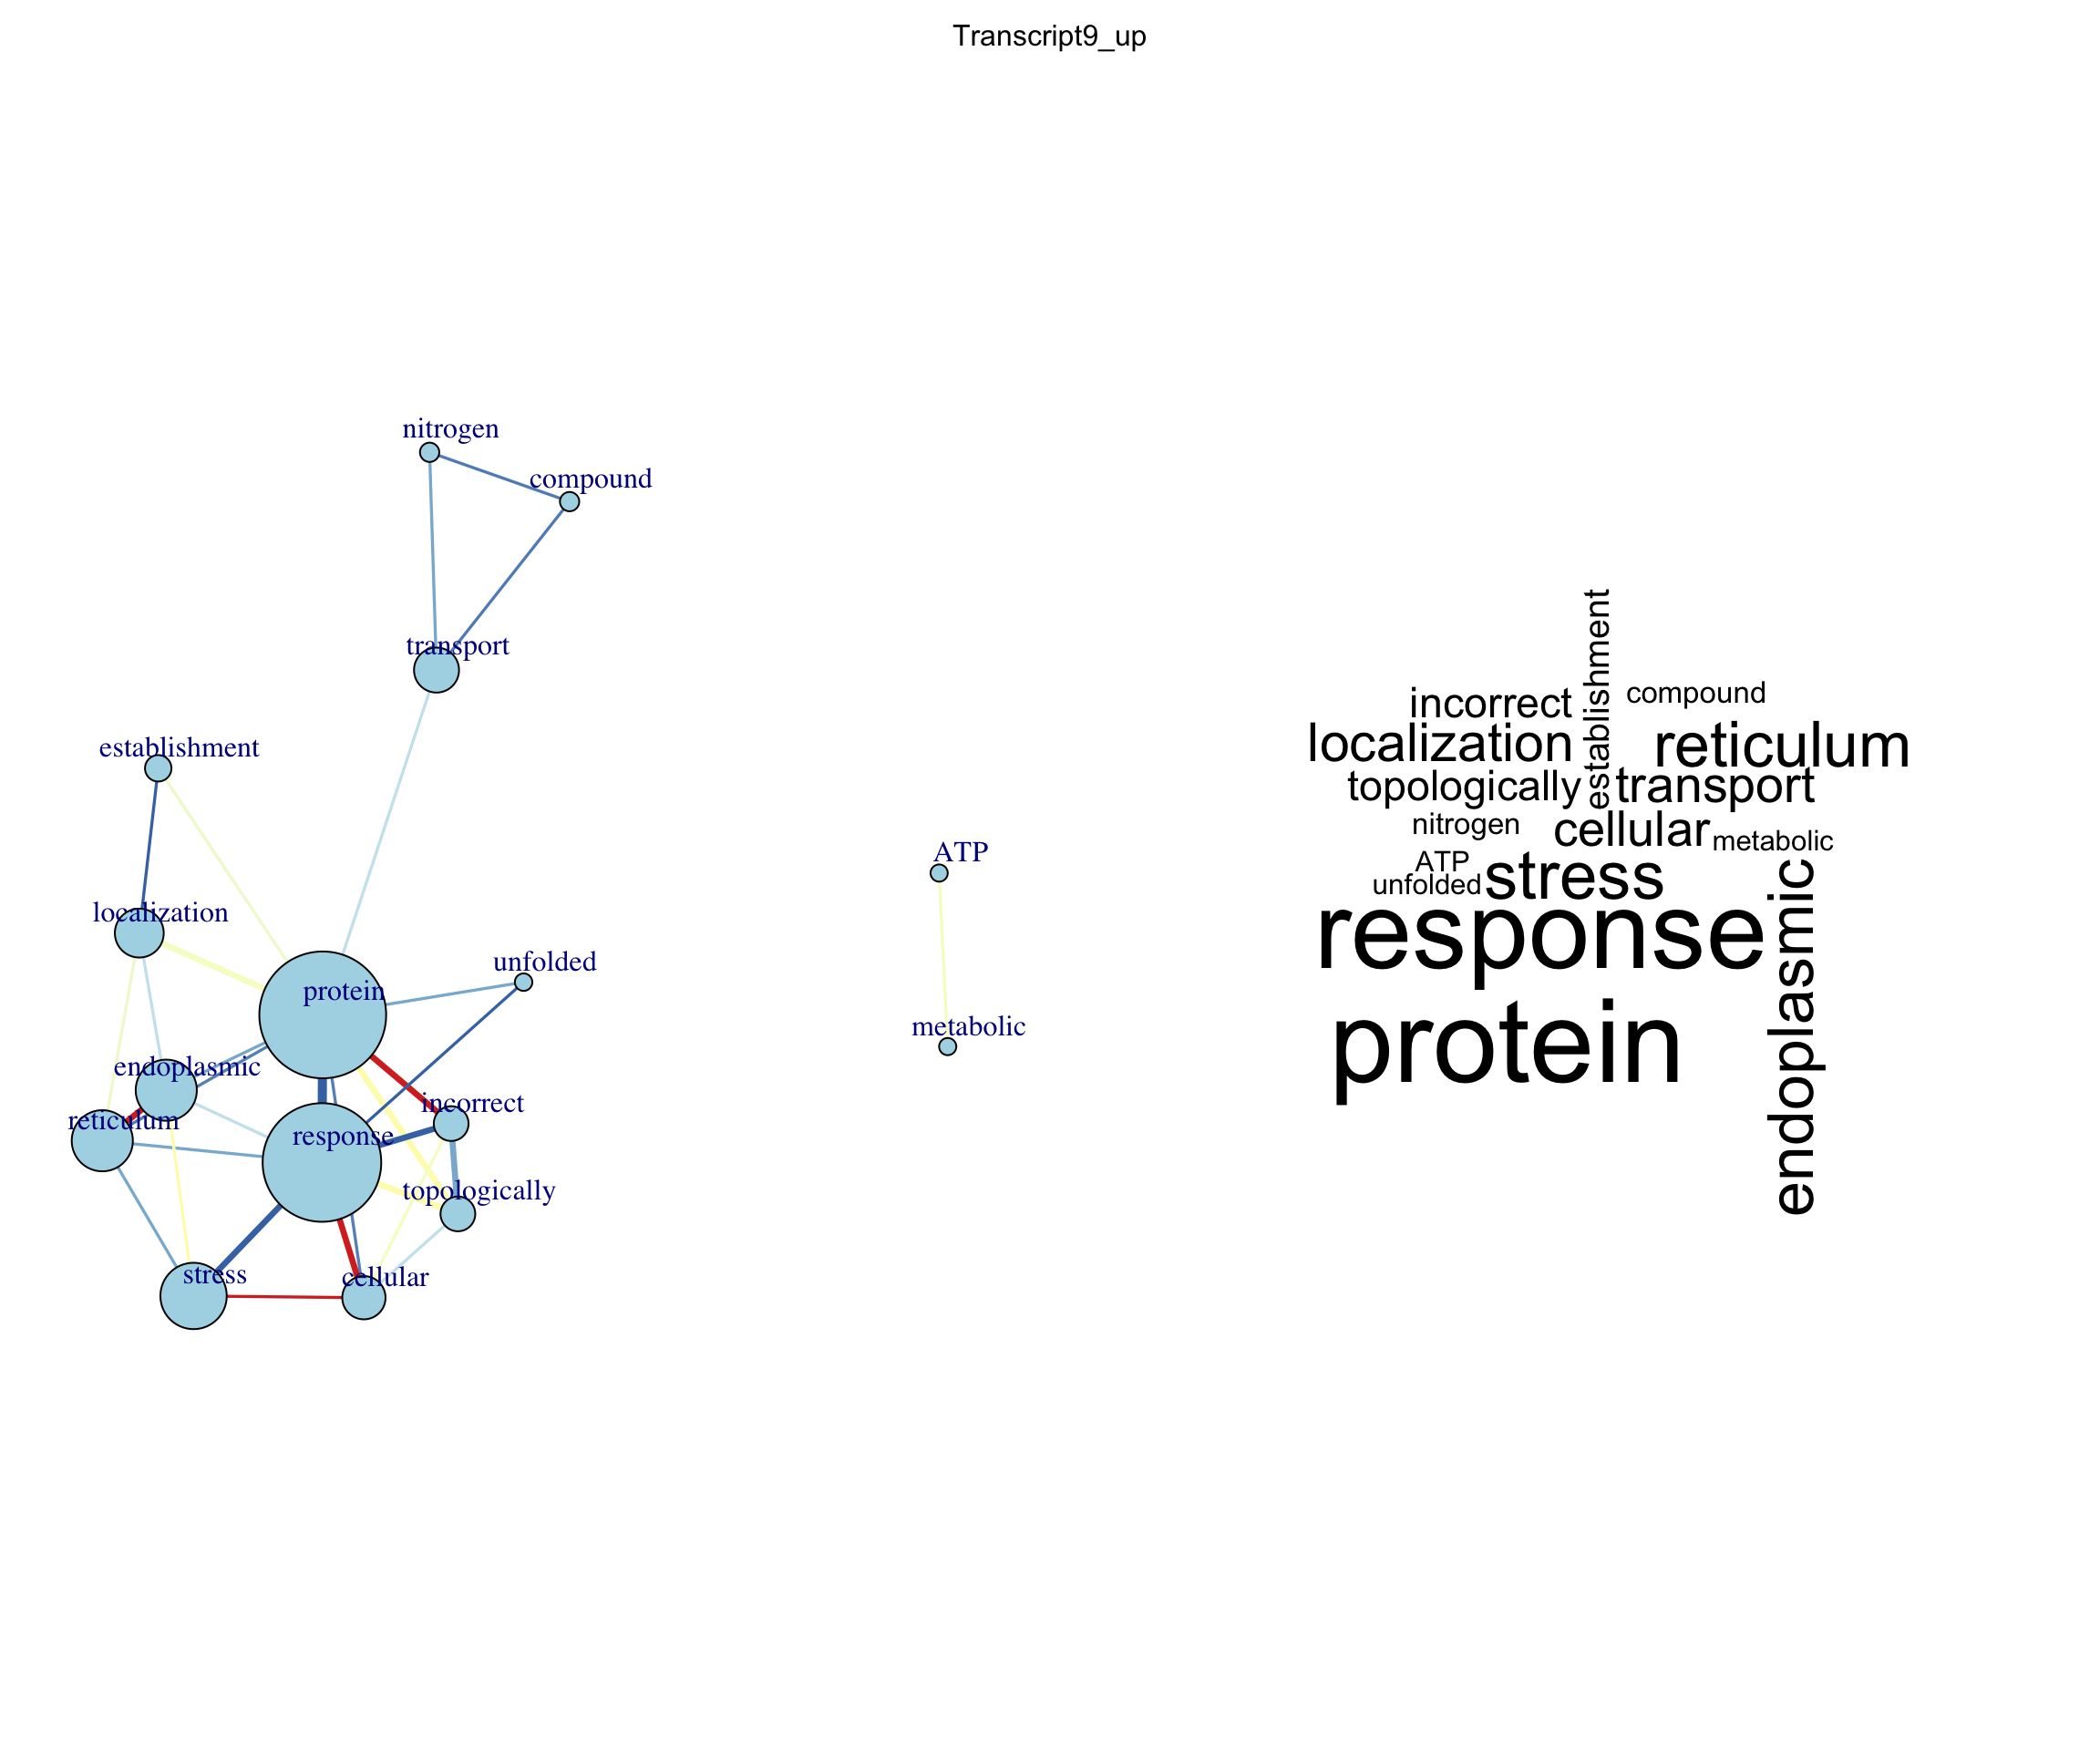 Transcript9_up
nitrogen
compound
transport
establishment
localization
unfolded
protein
endoplasmic
incorrect
reticulum
response
topologically
stress
cellular
ATP
metabolic
establishment
incorrect
compound
localization
reticulum
topologically
transport
nitrogen
cellular
metabolic
ATP
stress
unfolded
response
endoplasmic
protein